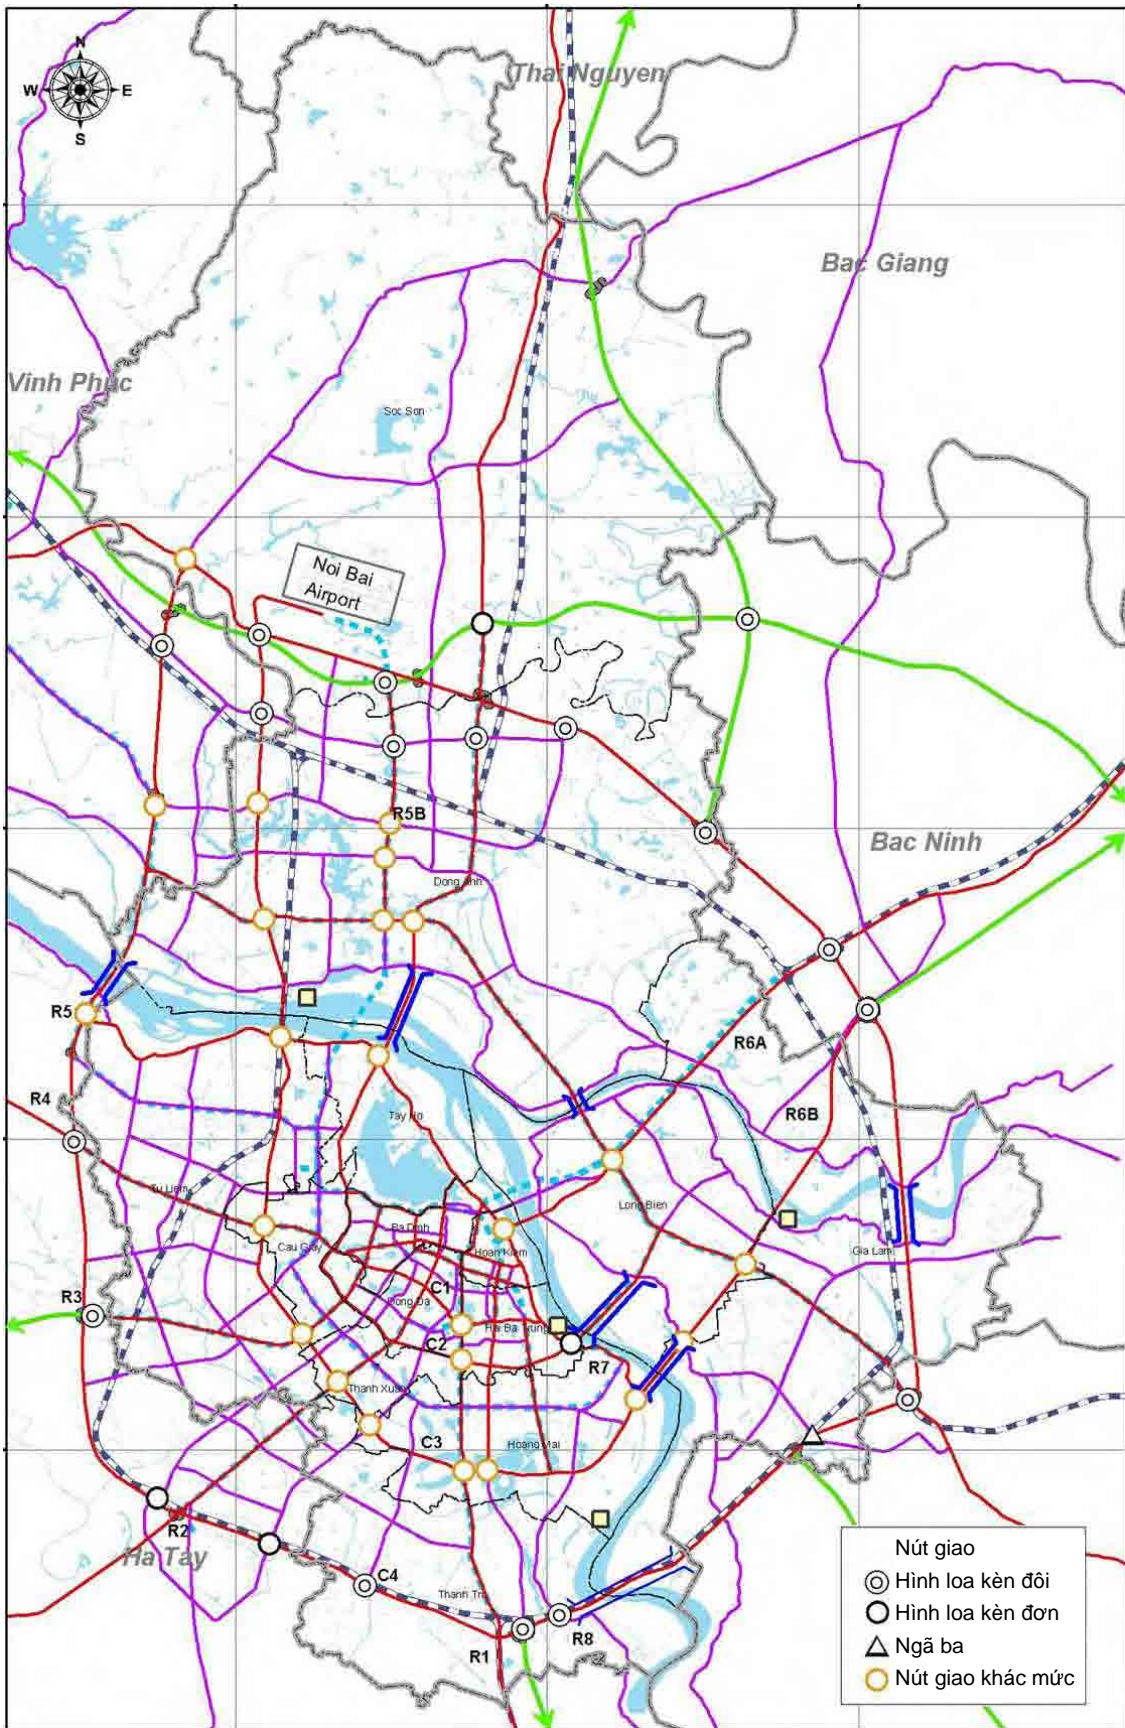 Thai Nguyen
N
W
E
S
Bac Giang
Vinh Phuc
Soc Son
Noi Bai
Airport
R5B
Bac Ninh
Dong Anh
R5
R6A
R4
R6B
Tay Ho
Tu Liem
Long Bien
Ba Dinh
Cau Giay
Hoan Kiem
Gia Lam
C1
R3
Dong Da
Hai Ba Trung
C2
R7
Thanh Xuan
C3
Hoang Mai
R2
Ha Tay
C4
Thanh Tri
R8
R1
Nút giao
Hình loa kèn đôi
Hình loa kèn đơn
Ngã ba
Nút giao khác mức